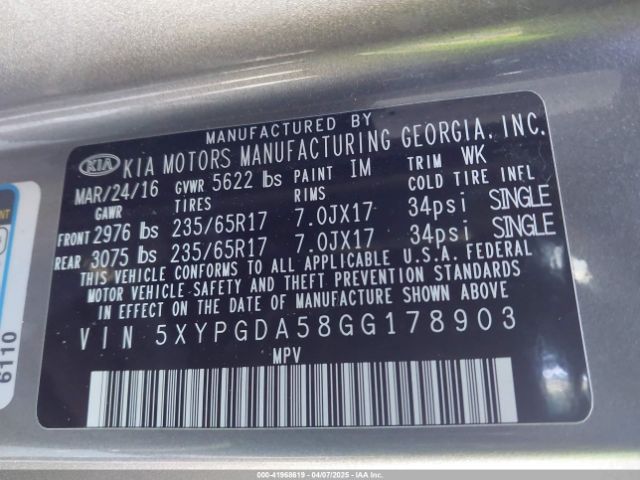 MANUFACTURED BY
KIA KIA MOTORS MANUFACTURING GEORGIA, INC.
MAR/24/16 GVWR 5622 lbs PAINT IM TRIM WK
GAWR TIRES RIMS COLD TIRE INFL
FRONT 2976 lbs 235/65R17 7.0JX17 34psi SINGLE
REAR 3075 lbs 235/65R17 7.0JX17 34psi SINGLE
THIS VEHICLE CONFORMS TO ALL APPLICABLE U.S.A. FEDERAL
MOTOR VEHICLE SAFETY AND THEFT PREVENTION STANDARDS
IN EFFECT ON THE DATE OF MANUFACTURE SHOWN ABOVE.
VIN 5XYPGDA58GG178903
MPV
6110
000-41968619 04/07/2025 IAA Inc.